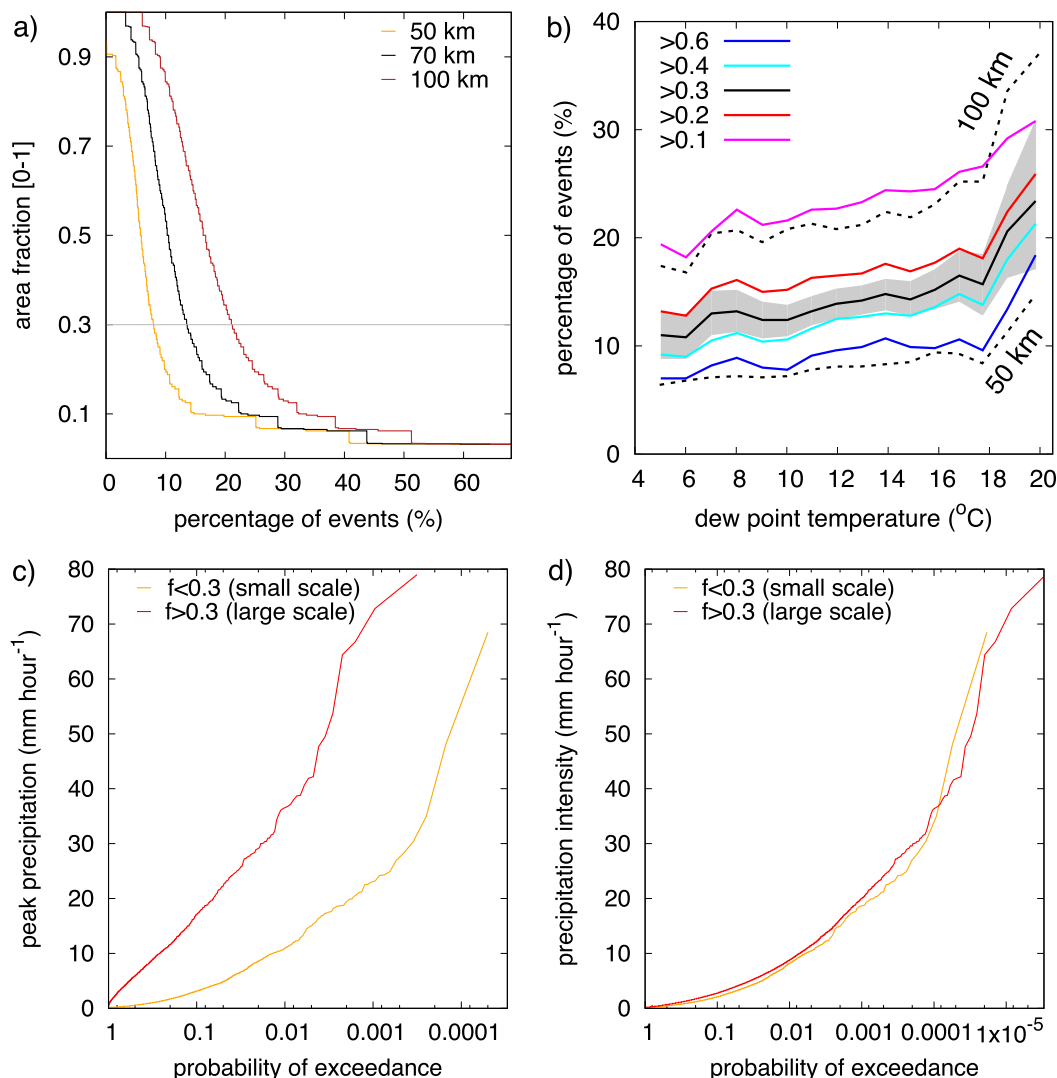 a)
50 km
70 km
100 km
area fraction [0-1]
0.9
0.7
0.5
0.3
0.1
0 10 20 30 40 50 60
percentage of events (%)
b)
>0.6
>0.4
>0.3
>0.2
>0.1
100 km
50 km
percentage of events (%)
40
30
20
10
0
4 6 8 10 12 14 16 18 20
dew point temperature (°C)
c)
f<0.3 (small scale)
f>0.3 (large scale)
peak precipitation (mm hour⁻¹)
80
70
60
50
40
30
20
10
0
1 0.1 0.01 0.001 0.0001
probability of exceedance
d)
f<0.3 (small scale)
f>0.3 (large scale)
precipitation intensity (mm hour⁻¹)
80
70
60
50
40
30
20
10
0
1 0.1 0.01 0.001 0.0001 1x10⁻⁵
probability of exceedance